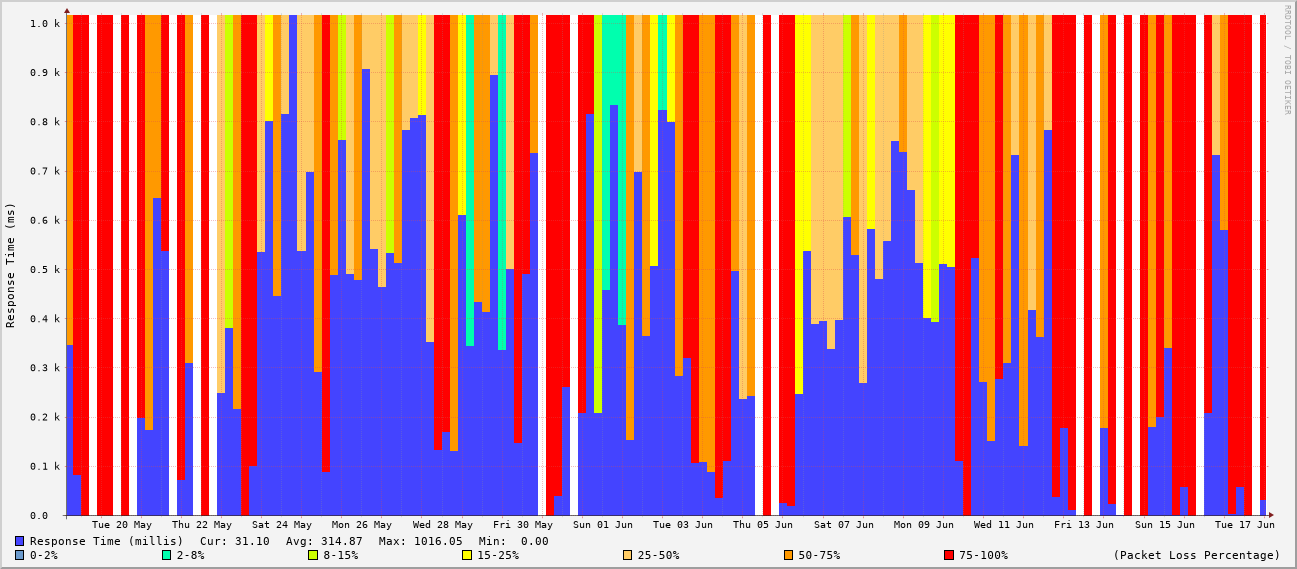 1.0 k
0.9 k
0.8 k
0.7 k
0.6 k
0.5 k
0.4 k
0.3 k
0.2 k
0.1 k
0.0
Response Time (ms)
RRDTOOL / TOBI OETIKER
Tue 20 May Thu 22 May Sat 24 May Mon 26 May Wed 28 May Fri 30 May Sun 01 Jun Tue 03 Jun Thu 05 Jun Sat 07 Jun Mon 09 Jun Wed 11 Jun Fri 13 Jun Sun 15 Jun Tue 17 Jun
Response Time (millis) Cur: 31.10 Avg: 314.87 Max: 1016.05 Min: 0.00
0-2% 2-8% 8-15% 15-25% 25-50% 50-75% 75-100% (Packet Loss Percentage)